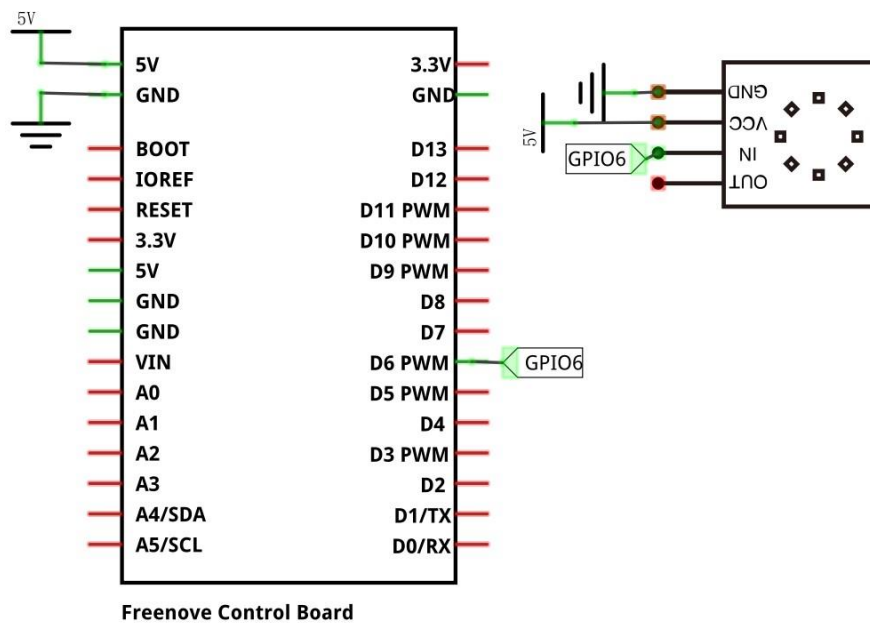 5V
5V
GND
BOOT
IOREF
RESET
3.3V
5V
GND
GND
VIN
A0
A1
A2
A3
A4/SDA
A5/SCL
3.3V
GND
D13
D12
D11 PWM
D10 PWM
D9 PWM
D8
D7
D6 PWM
D5 PWM
D4
D3 PWM
D2
D1/TX
D0/RX
GPIO6
5V
GPIO6
GND
VCC
IN
OUT
Freenove Control Board